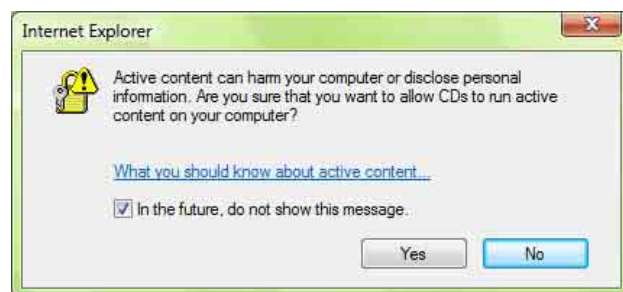 Internet Explorer
Active content can harm your computer or disclose personal
information. Are you sure that you want to allow CDs to run active
content on your computer?
What you should know about active content...
In the future, do not show this message.
Yes
No